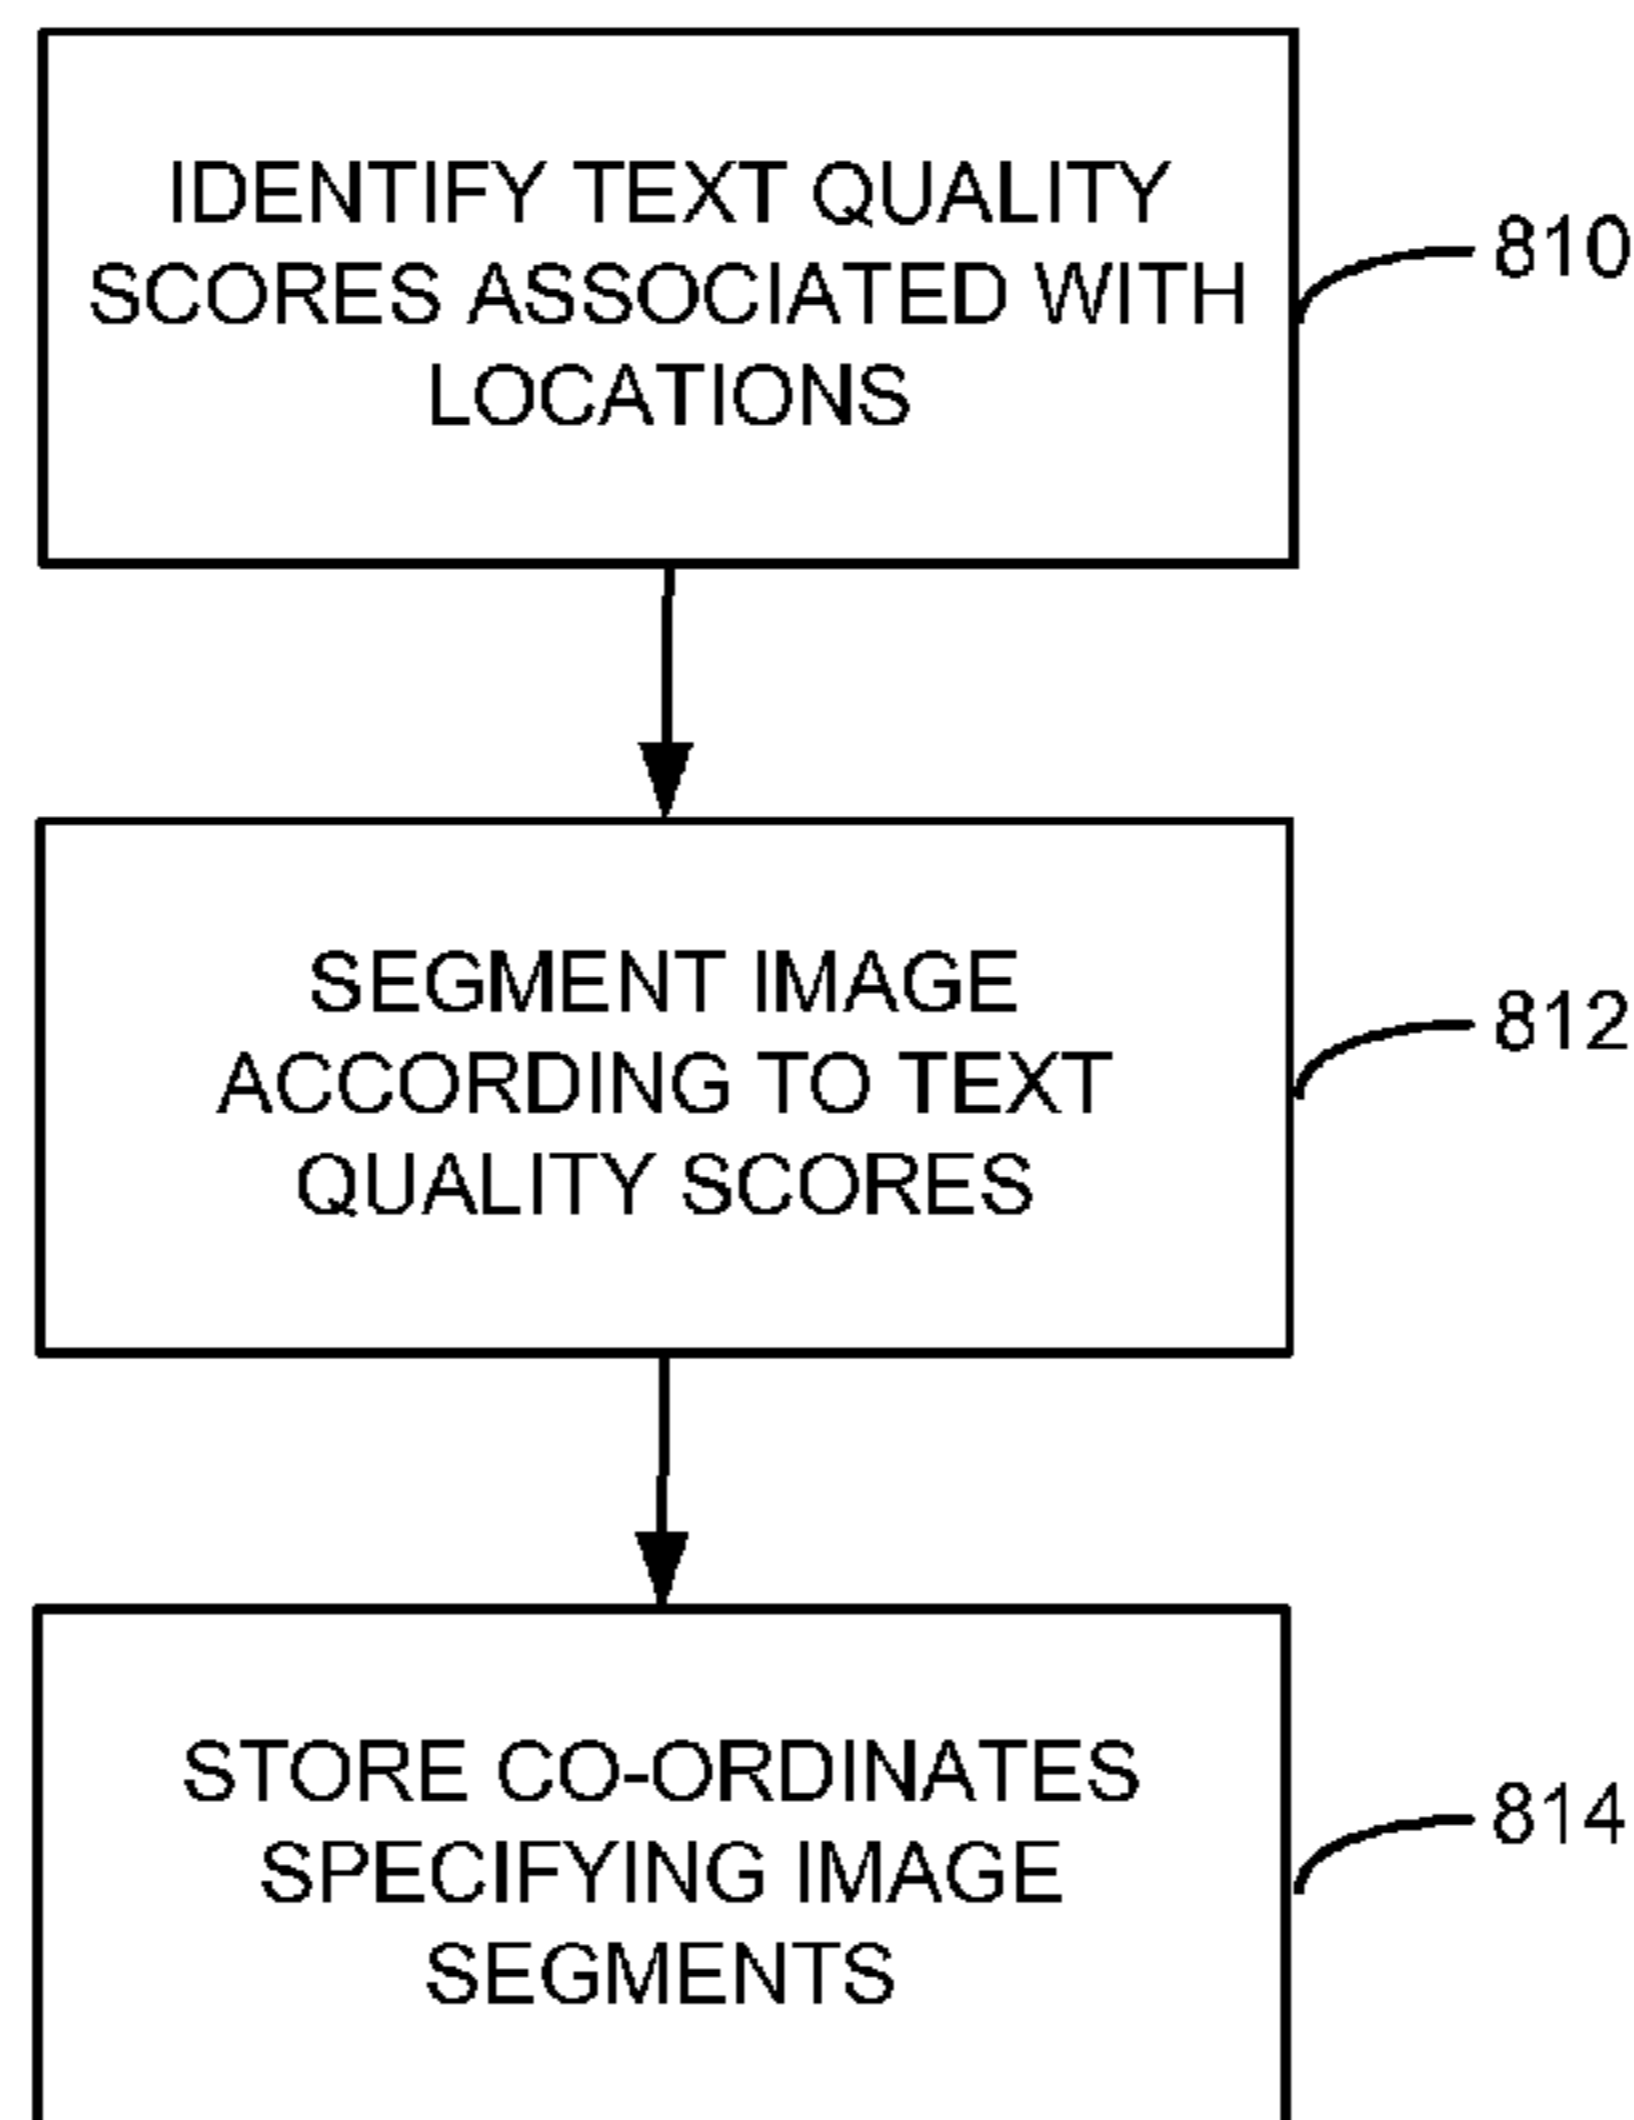 IDENTIFY TEXT QUALITY
SCORES ASSOCIATED WITH
LOCATIONS
810
SEGMENT IMAGE
ACCORDING TO TEXT
QUALITY SCORES
812
STORE CO-ORDINATES
SPECIFYING IMAGE
SEGMENTS
814